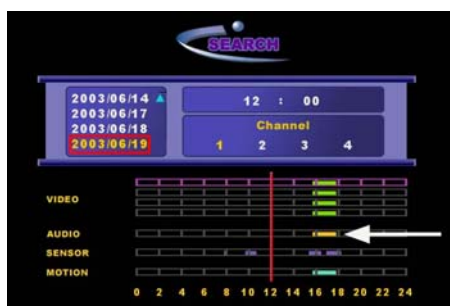 SEARCH
2003/06/14
2003/06/17
2003/06/18
2003/06/19
12 : 00
Channel
1 2 3 4
VIDEO
AUDIO
SENSOR
MOTION
0 2 4 6 8 10 12 14 16 18 20 22 24